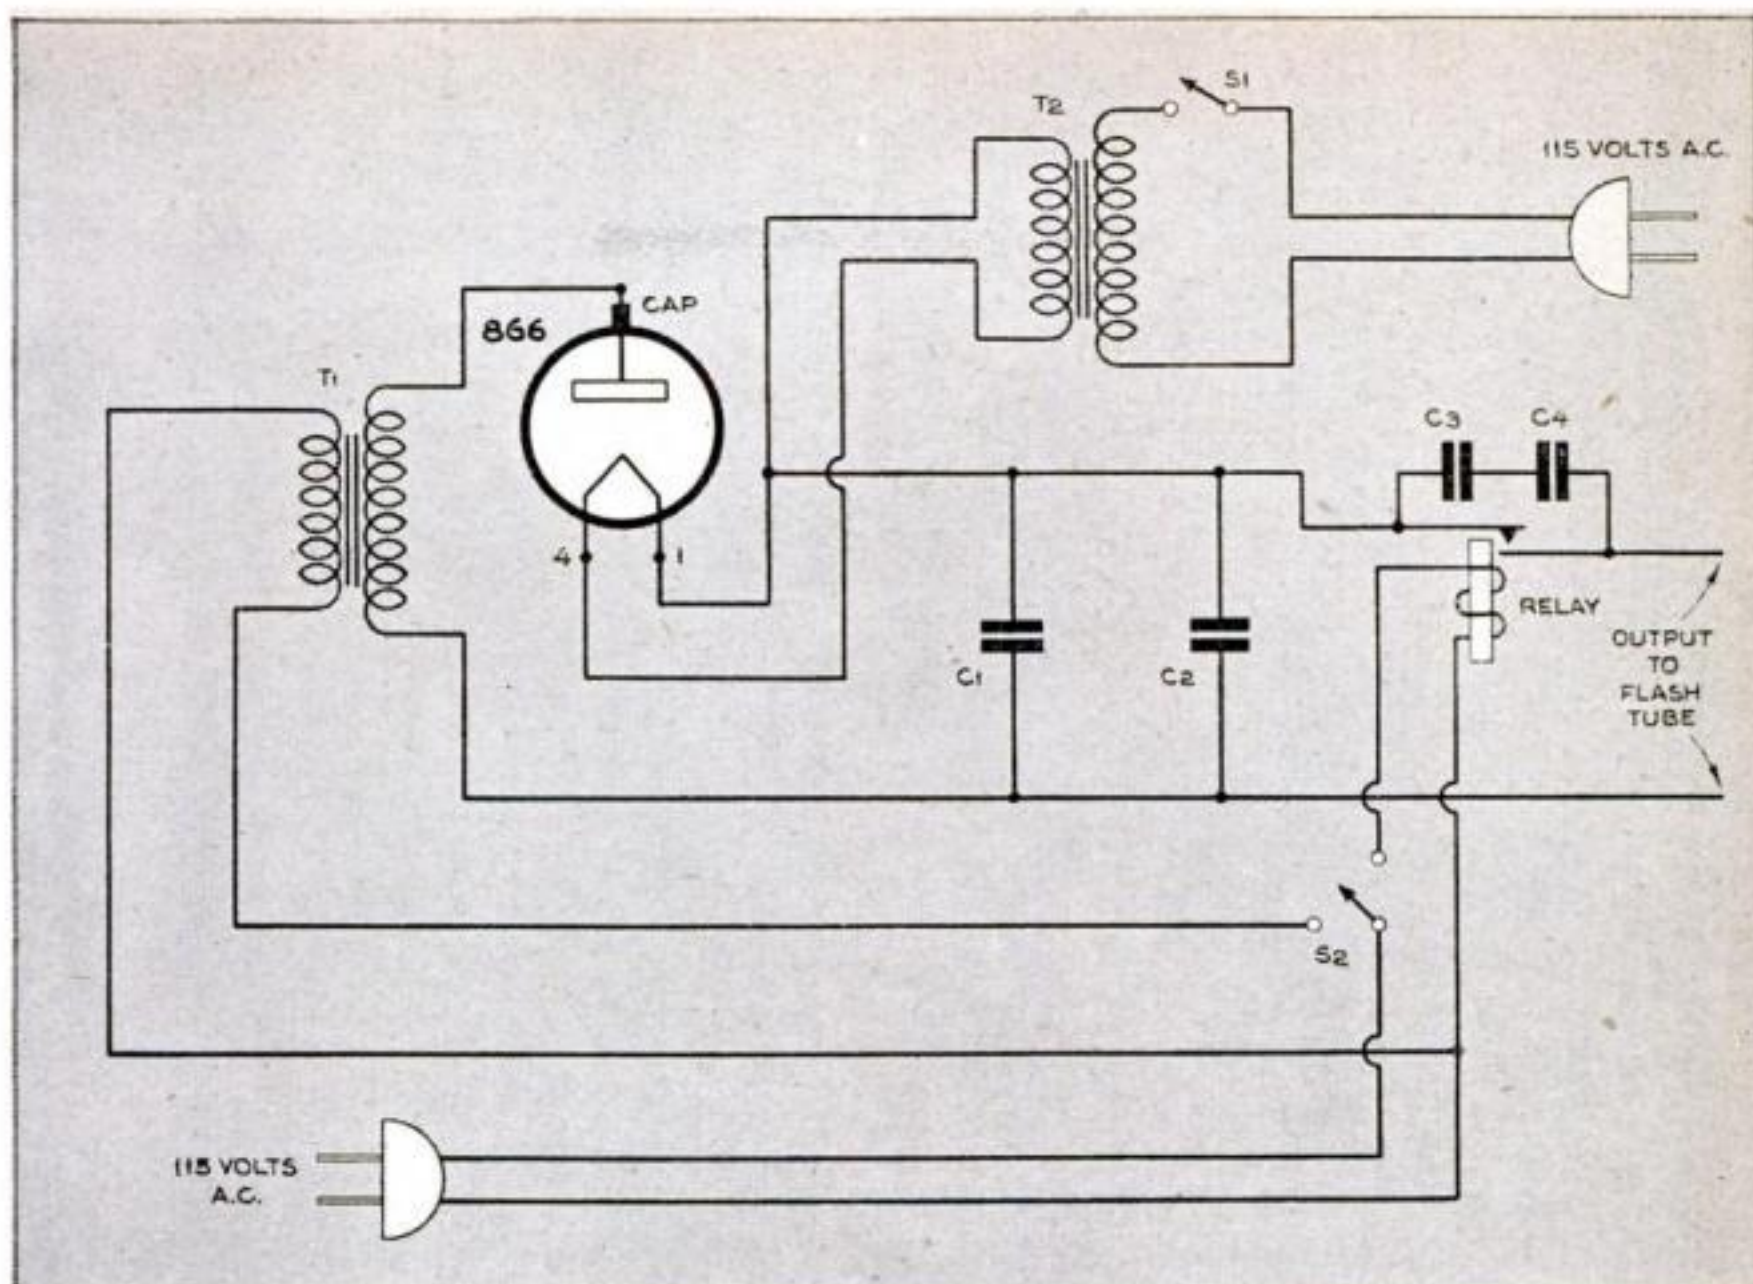 T2
S1
115 VOLTS A.C.
CAP
866
T1
C3
C4
4
1
RELAY
OUTPUT
TO
FLASH
TUBE
C1
C2
S2
115 VOLTS
A.C.